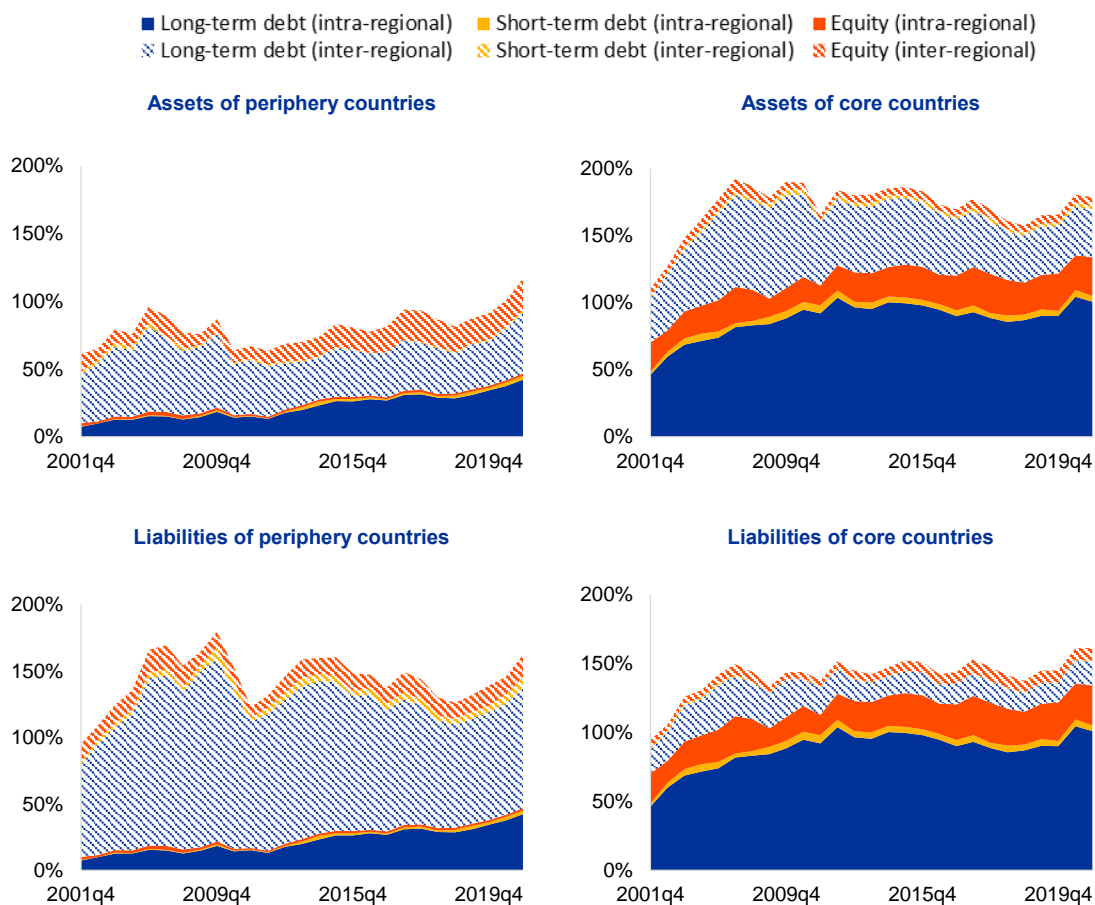 Long-term debt (intra-regional) Short-term debt (intra-regional) Equity (intra-regional)
Long-term debt (inter-regional) Short-term debt (inter-regional) Equity (inter-regional)
Assets of periphery countries
200%
150%
100%
50%
0%
2001q4 2009q4 2015q4 2019q4
Assets of core countries
200%
150%
100%
50%
0%
2001q4 2009q4 2015q4 2019q4
Liabilities of periphery countries
200%
150%
100%
50%
0%
2001q4 2009q4 2015q4 2019q4
Liabilities of core countries
200%
150%
100%
50%
0%
2001q4 2009q4 2015q4 2019q4